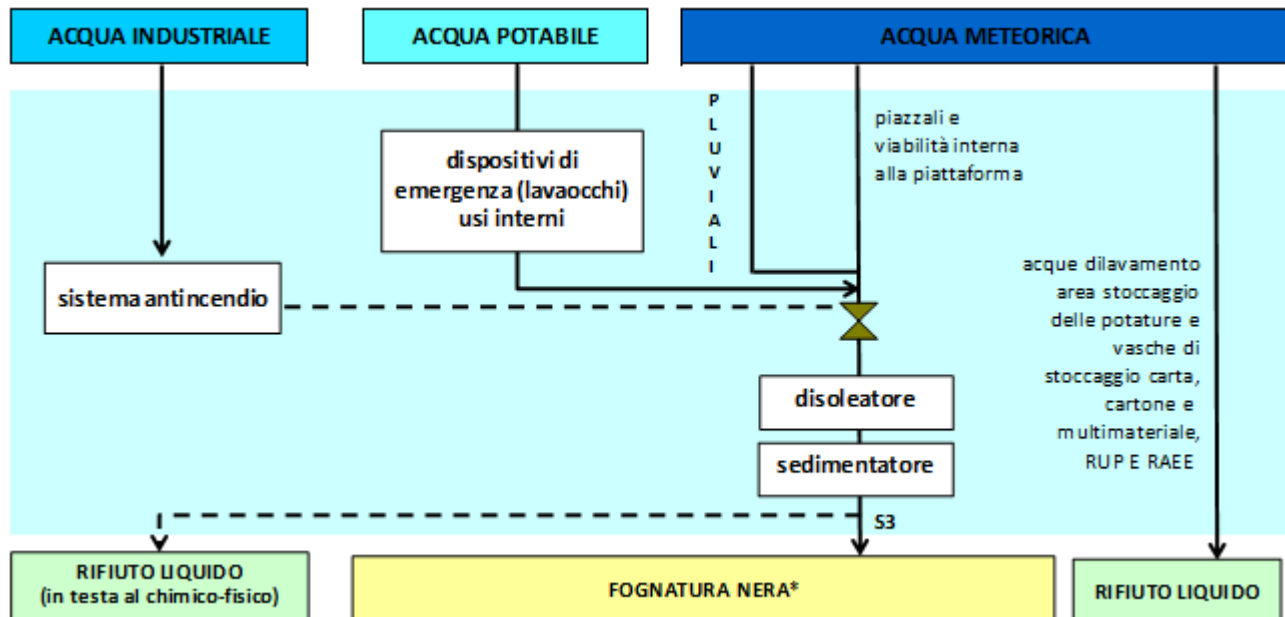 ACQUA INDUSTRIALE
ACQUA POTABILE
ACQUA METEORICA
PLUVIALI
piazzali e
viabilità interna
alla piattaforma
dispositivi di
emergenza (lavaocchi)
usi interni
sistema antincendio
acque dilavamento
area stoccaggio
delle potature e
vasche di
stoccaggio carta,
cartone e
multimateriale,
RUP E RAEE
disoleatore
sedimentatore
S3
RIFIUTO LIQUIDO
(in testa al chimico-fisico)
FOGNATURA NERA*
RIFIUTO LIQUIDO